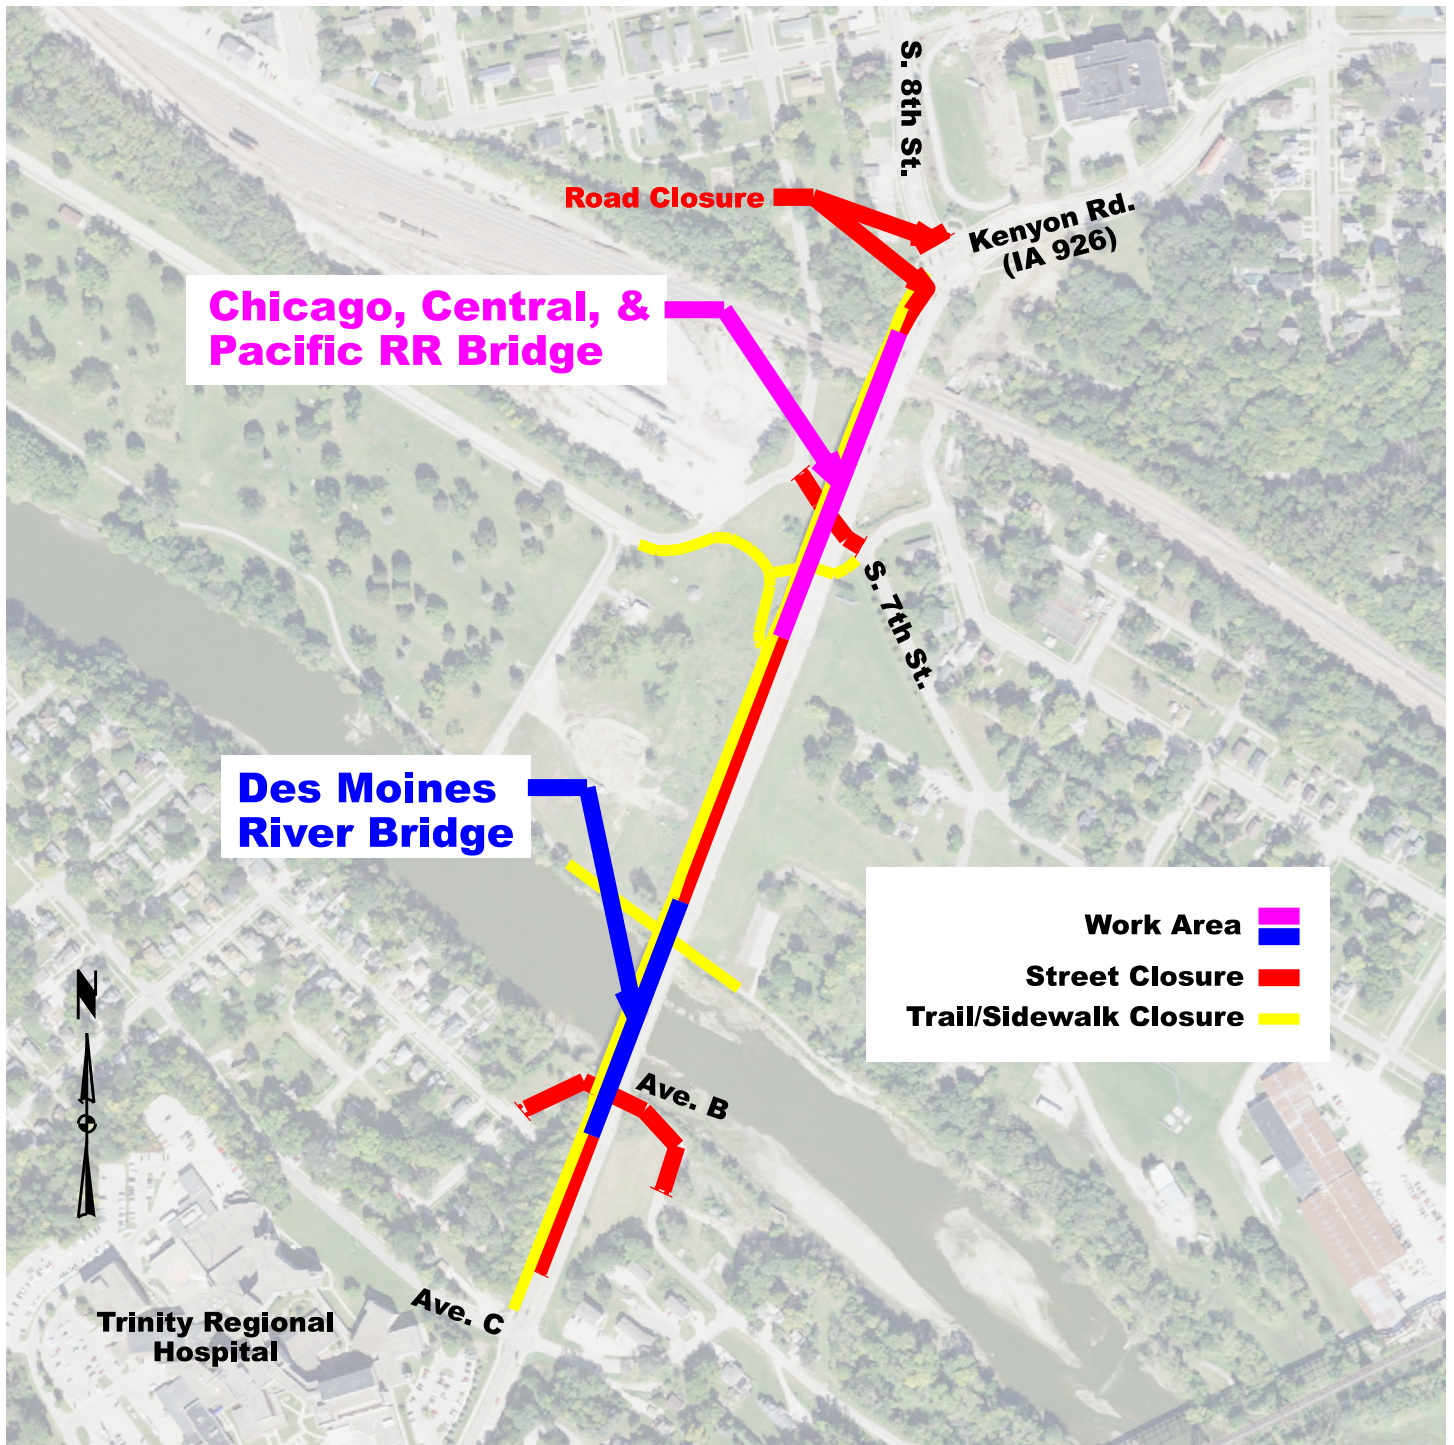 S. 8th St.
Road Closure
Kenyon Rd.
(IA 926)
Chicago, Central, &
Pacific RR Bridge
S. 7th St.
Des Moines
River Bridge
Work Area
Street Closure
Trail/Sidewalk Closure
N
Ave. B
Ave. C
Trinity Regional
Hospital